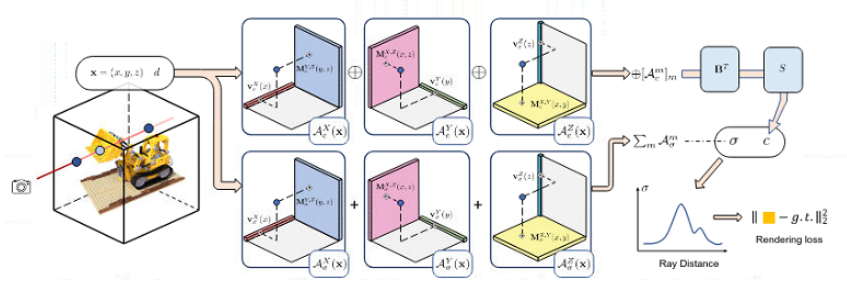 x = (x, y, z) d
v_c^X(x)
M_c^{Y,Z}(y, z)
A_c^X(x)
⊕
M_c^{X,Z}(x, z)
v_c^Y(y)
A_c^Y(x)
⊕
v_c^Z(z)
M_c^{X,Y}(x, y)
A_c^Z(x)
⊕[A_c^m]_m
B^T
S
v_σ^X(x)
M_σ^{Y,Z}(y, z)
A_σ^X(x)
+
M_σ^{X,Z}(x, z)
v_σ^Y(y)
A_σ^Y(x)
+
v_σ^Z(z)
M_σ^{X,Y}(x, y)
A_σ^Z(x)
∑_m A_σ^m
σ c
σ
Ray Distance
‖ – g.t.‖_2^2
Rendering loss